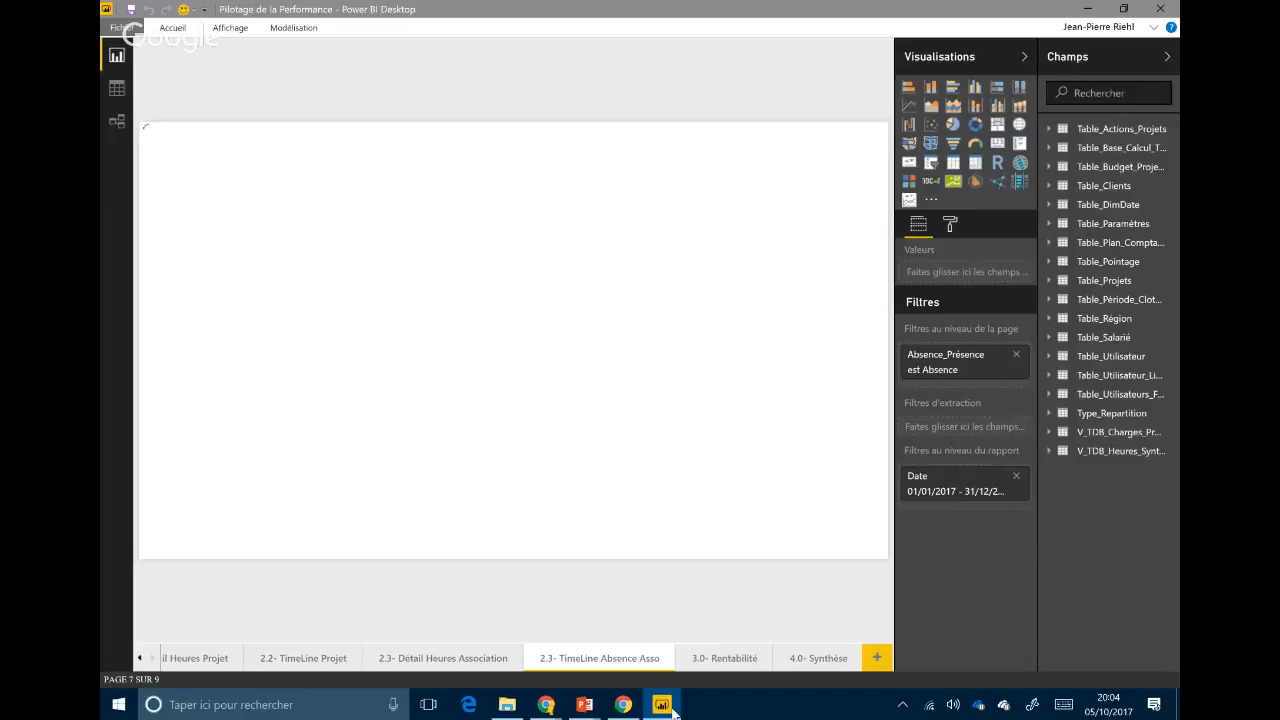 Pilotage de la Performance - Power BI Desktop
Fichier Accueil Affichage Modélisation
Jean-Pierre Riehl
Google
Visualisations
Champs
Rechercher
Table_Actions_Projets
Table_Base_Calcul_T...
Table_Budget_Proje...
Table_Clients
Table_DimDate
Table_Paramètres
Table_Plan_Compta...
Table_Pointage
Table_Projets
Table_Période_Clot...
Table_Région
Table_Salarié
Table_Utilisateur
Table_Utilisateur_Li...
Table_Utilisateurs_F...
Type_Repartition
V_TDB_Charges_Pr...
V_TDB_Heures_Synt...
Valeurs
Faites glisser ici les champs ...
Filtres
Filtres au niveau de la page
Absence_Présence
est Absence
Filtres d'extraction
Faites glisser ici les champs...
Filtres au niveau du rapport
Date
01/01/2017 - 31/12/2...
il Heures Projet
2.2- TimeLine Projet
2.3- Détail Heures Association
2.3- TimeLine Absence Asso
3.0- Rentabilité
4.0- Synthèse
PAGE 7 SUR 9
Taper ici pour rechercher
20:04
05/10/2017